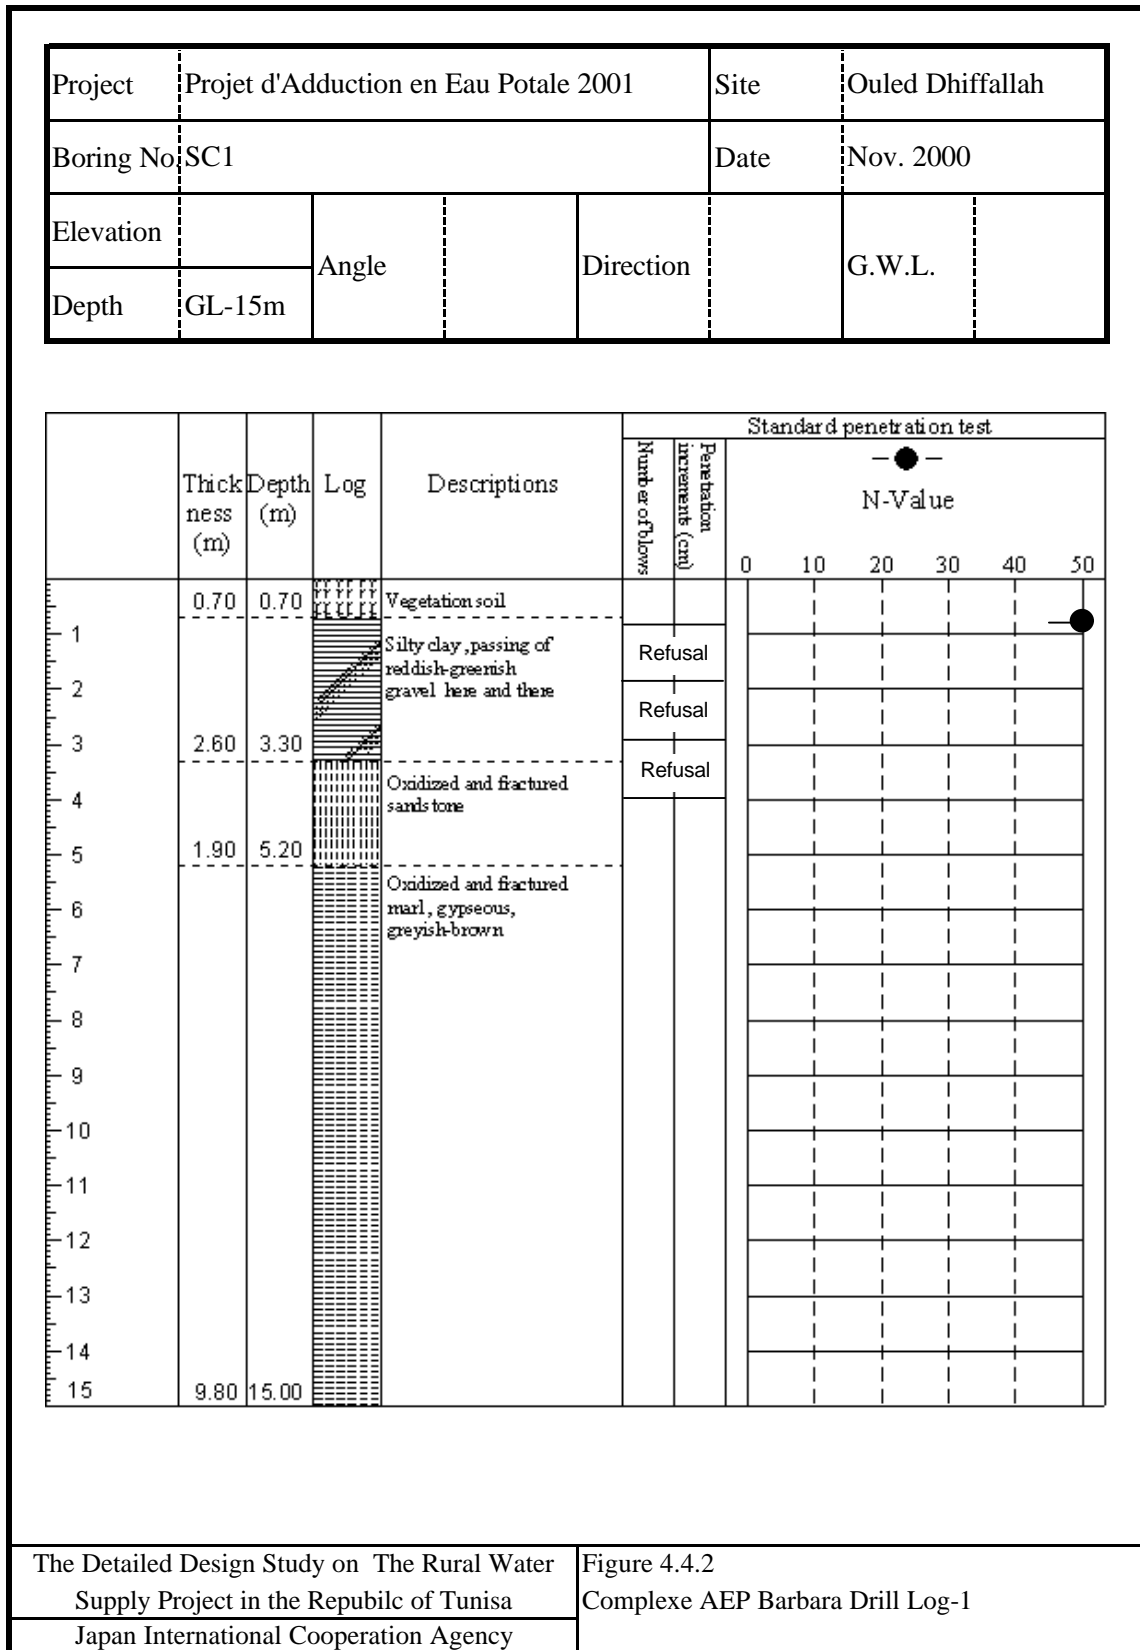 Project Projet d'Adduction en Eau Potale 2001 Site Ouled Dhiffallah
Boring No. SC1 Date Nov. 2000
Elevation
Angle Direction G.W.L.
Depth GL-15m
Standard penetration test
Thick ness (m)
Depth (m)
Log
Descriptions
Number of blows
Penetration increments (cm)
N-Value
0 10 20 30 40 50
0.70 0.70 Vegetation soil
1
Silty clay, passing of
reddish-greenish
gravel here and there
Refusal
2
Refusal
3 2.60 3.30
Refusal
Oxidized and fractured
sandstone
4
5 1.90 5.20
Oxidized and fractured
marl, gypseous,
greyish-brown
6
7
8
9
10
11
12
13
14
15 9.80 15.00
The Detailed Design Study on The Rural Water
Supply Project in the Repubilc of Tunisa
Japan International Cooperation Agency
Figure 4.4.2
Complexe AEP Barbara Drill Log-1